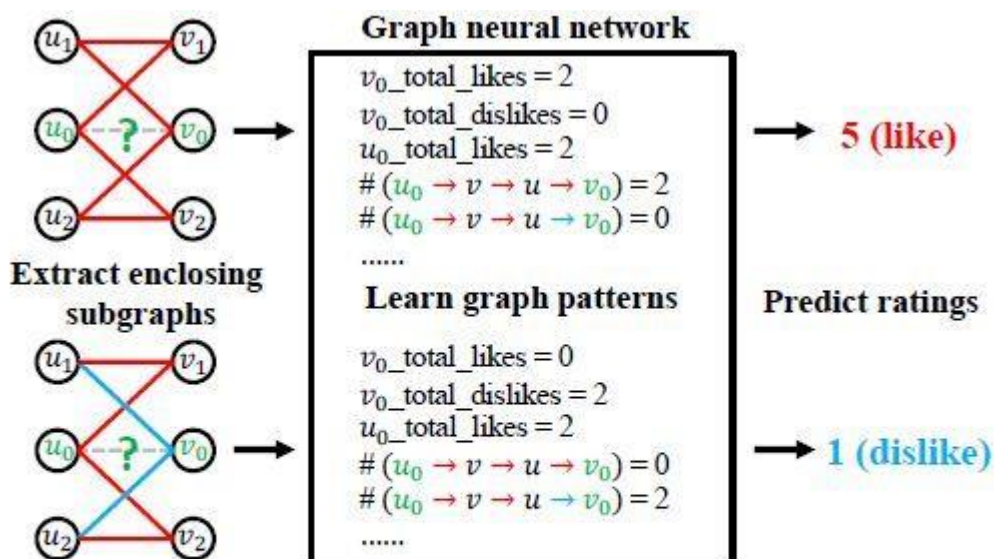 u₁ v₁
u₀ ? v₀
u₂ v₂
Extract enclosing
subgraphs
u₁ v₁
u₀ ? v₀
u₂ v₂
Graph neural network
v₀_total_likes = 2
v₀_total_dislikes = 0
u₀_total_likes = 2
# (u₀ → v → u → v₀) = 2
# (u₀ → v → u → v₀) = 0
......
Learn graph patterns
v₀_total_likes = 0
v₀_total_dislikes = 2
u₀_total_likes = 2
# (u₀ → v → u → v₀) = 0
# (u₀ → v → u → v₀) = 2
......
5 (like)
Predict ratings
1 (dislike)